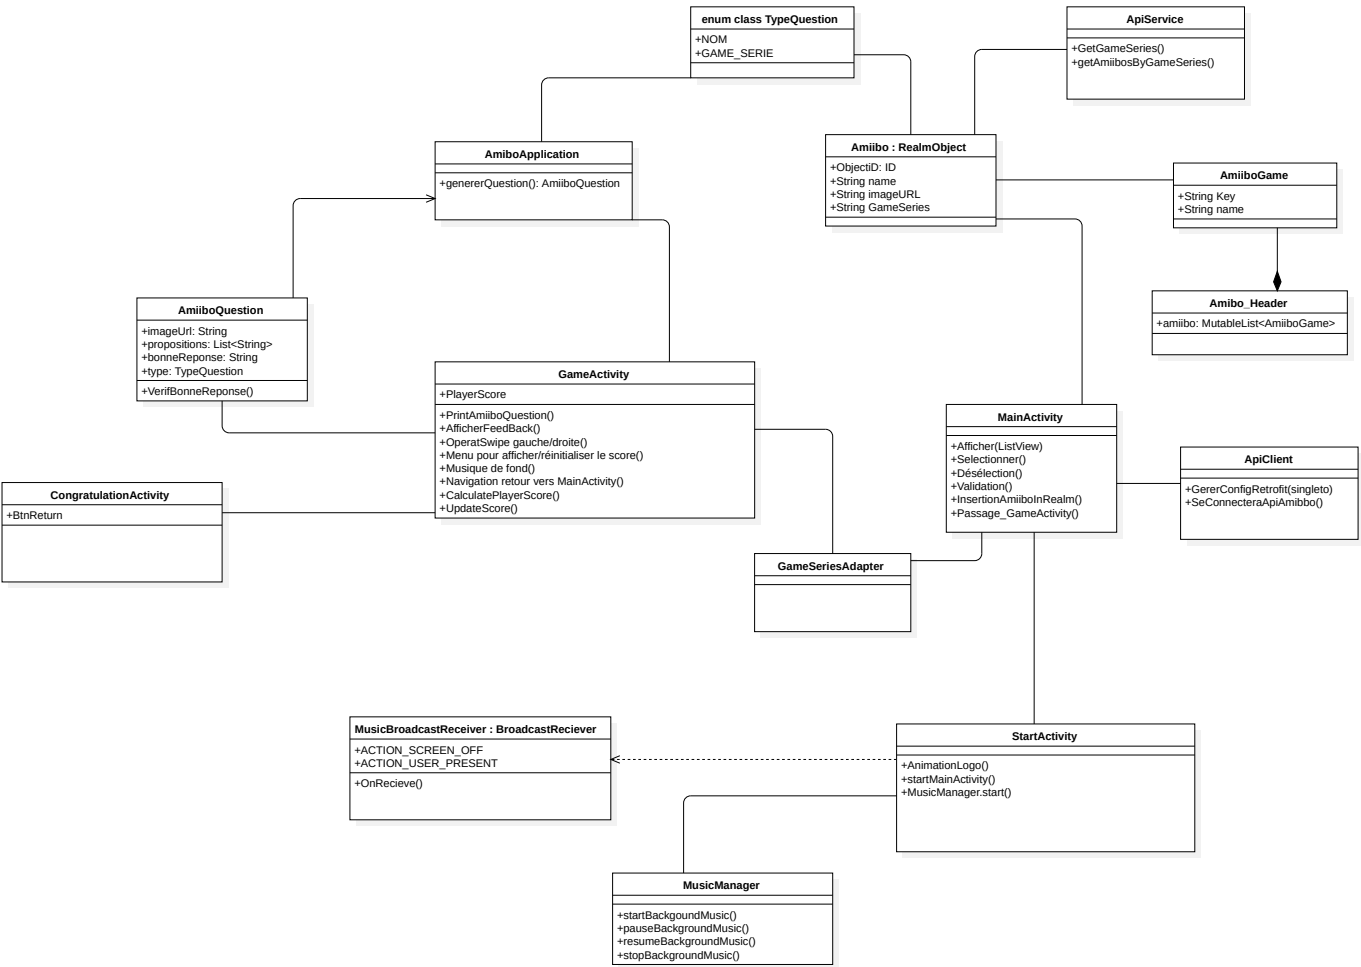 enum class TypeQuestion
+NOM
+GAME_SERIE
ApiService
+GetGameSeries()
+getAmiibosByGameSeries()
AmiboApplication
+genererQuestion(): AmiiboQuestion
Amiibo : RealmObject
+ObjectiD: ID
+String name
+String imageURL
+String GameSeries
AmiiboGame
+String Key
+String name
Amibo_Header
+amiibo: MutableList<AmiiboGame>
AmiiboQuestion
+imageUrl: String
+propositions: List<String>
+bonneReponse: String
+type: TypeQuestion
+VerifBonneReponse()
GameActivity
+PlayerScore
+PrintAmiiboQuestion()
+AfficherFeedBack()
+OperatSwipe gauche/droite()
+Menu pour afficher/réinitialiser le score()
+Musique de fond()
+Navigation retour vers MainActivity()
+CalculatePlayerScore()
+UpdateScore()
MainActivity
+Afficher(ListView)
+Selectionner()
+Désélection()
+Validation()
+InsertionAmiiboInRealm()
+Passage_GameActivity()
ApiClient
+GererConfigRetrofit(singleto)
+SeConnecteraApiAmibbo()
CongratulationActivity
+BtnReturn
GameSeriesAdapter
MusicBroadcastReceiver : BroadcastReciever
+ACTION_SCREEN_OFF
+ACTION_USER_PRESENT
+OnRecieve()
StartActivity
+AnimationLogo()
+startMainActivity()
+MusicManager.start()
MusicManager
+startBackgoundMusic()
+pauseBackgroundMusic()
+resumeBackgroundMusic()
+stopBackgroundMusic()